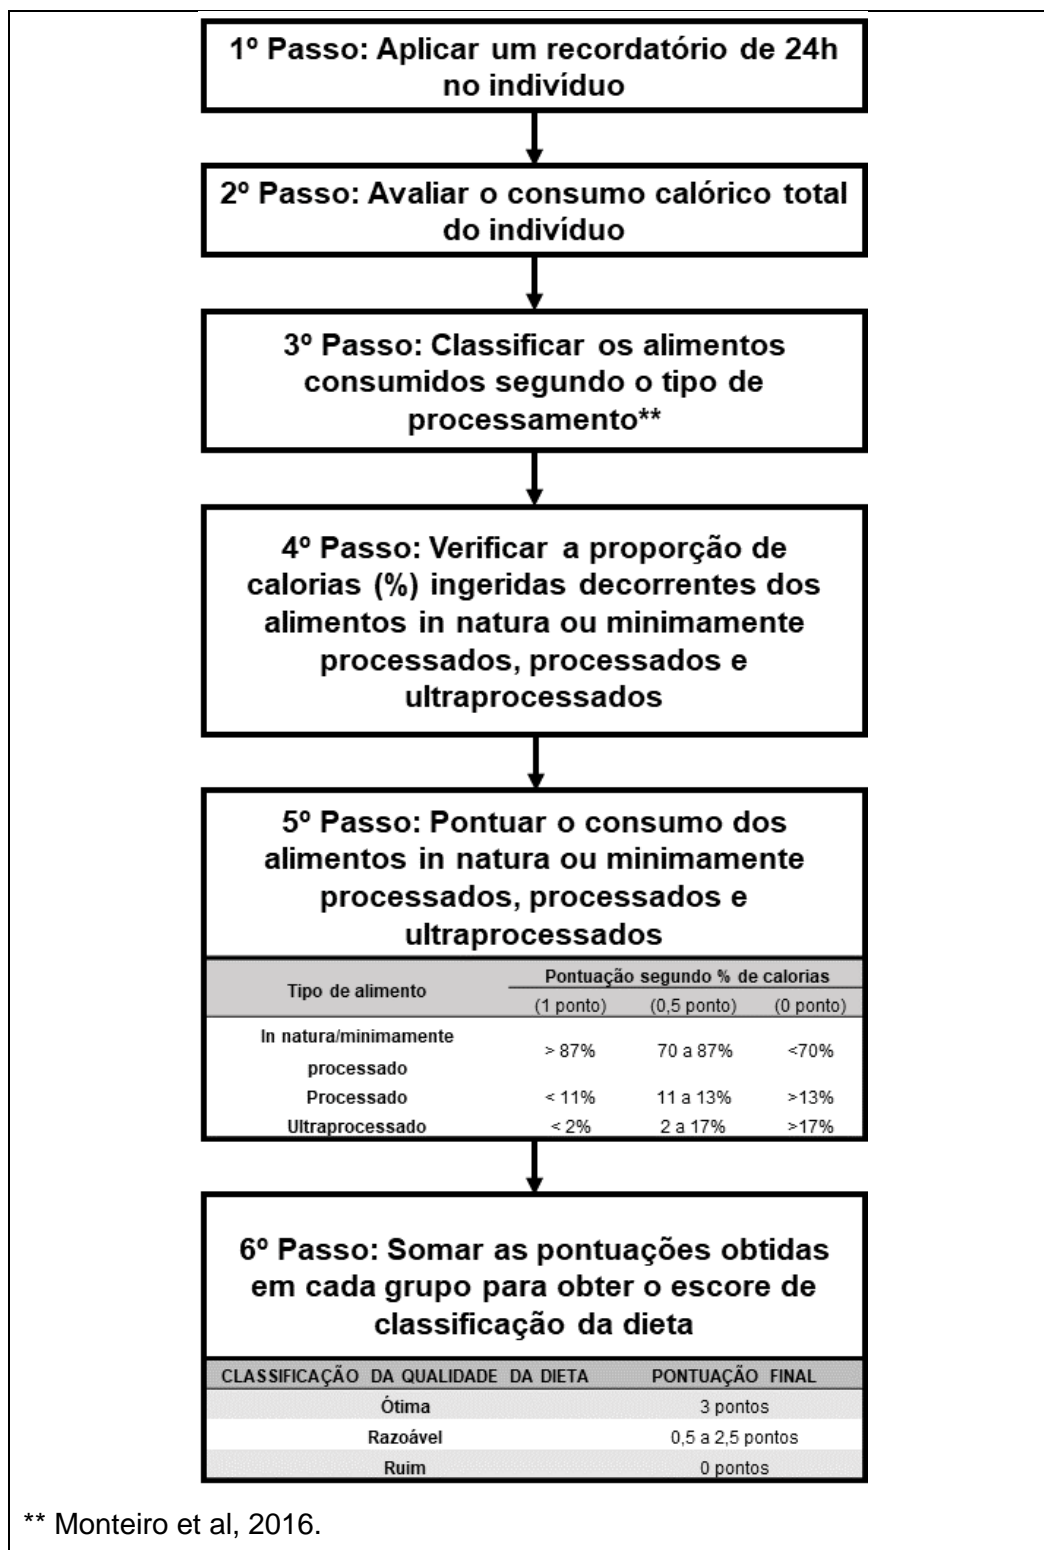 1º Passo: Aplicar um recordatório de 24h
no indivíduo
2º Passo: Avaliar o consumo calórico total
do indivíduo
3º Passo: Classificar os alimentos
consumidos segundo o tipo de
processamento**
4º Passo: Verificar a proporção de
calorias (%) ingeridas decorrentes dos
alimentos in natura ou minimamente
processados, processados e
ultraprocessados
5º Passo: Pontuar o consumo dos
alimentos in natura ou minimamente
processados, processados e
ultraprocessados
Tipo de alimento Pontuação segundo % de calorias
(1 ponto) (0,5 ponto) (0 ponto)
In natura/minimamente
processado > 87% 70 a 87% <70%
Processado < 11% 11 a 13% >13%
Ultraprocessado < 2% 2 a 17% >17%
6º Passo: Somar as pontuações obtidas
em cada grupo para obter o escore de
classificação da dieta
CLASSIFICAÇÃO DA QUALIDADE DA DIETA PONTUAÇÃO FINAL
Ótima 3 pontos
Razoável 0,5 a 2,5 pontos
Ruim 0 pontos
** Monteiro et al, 2016.